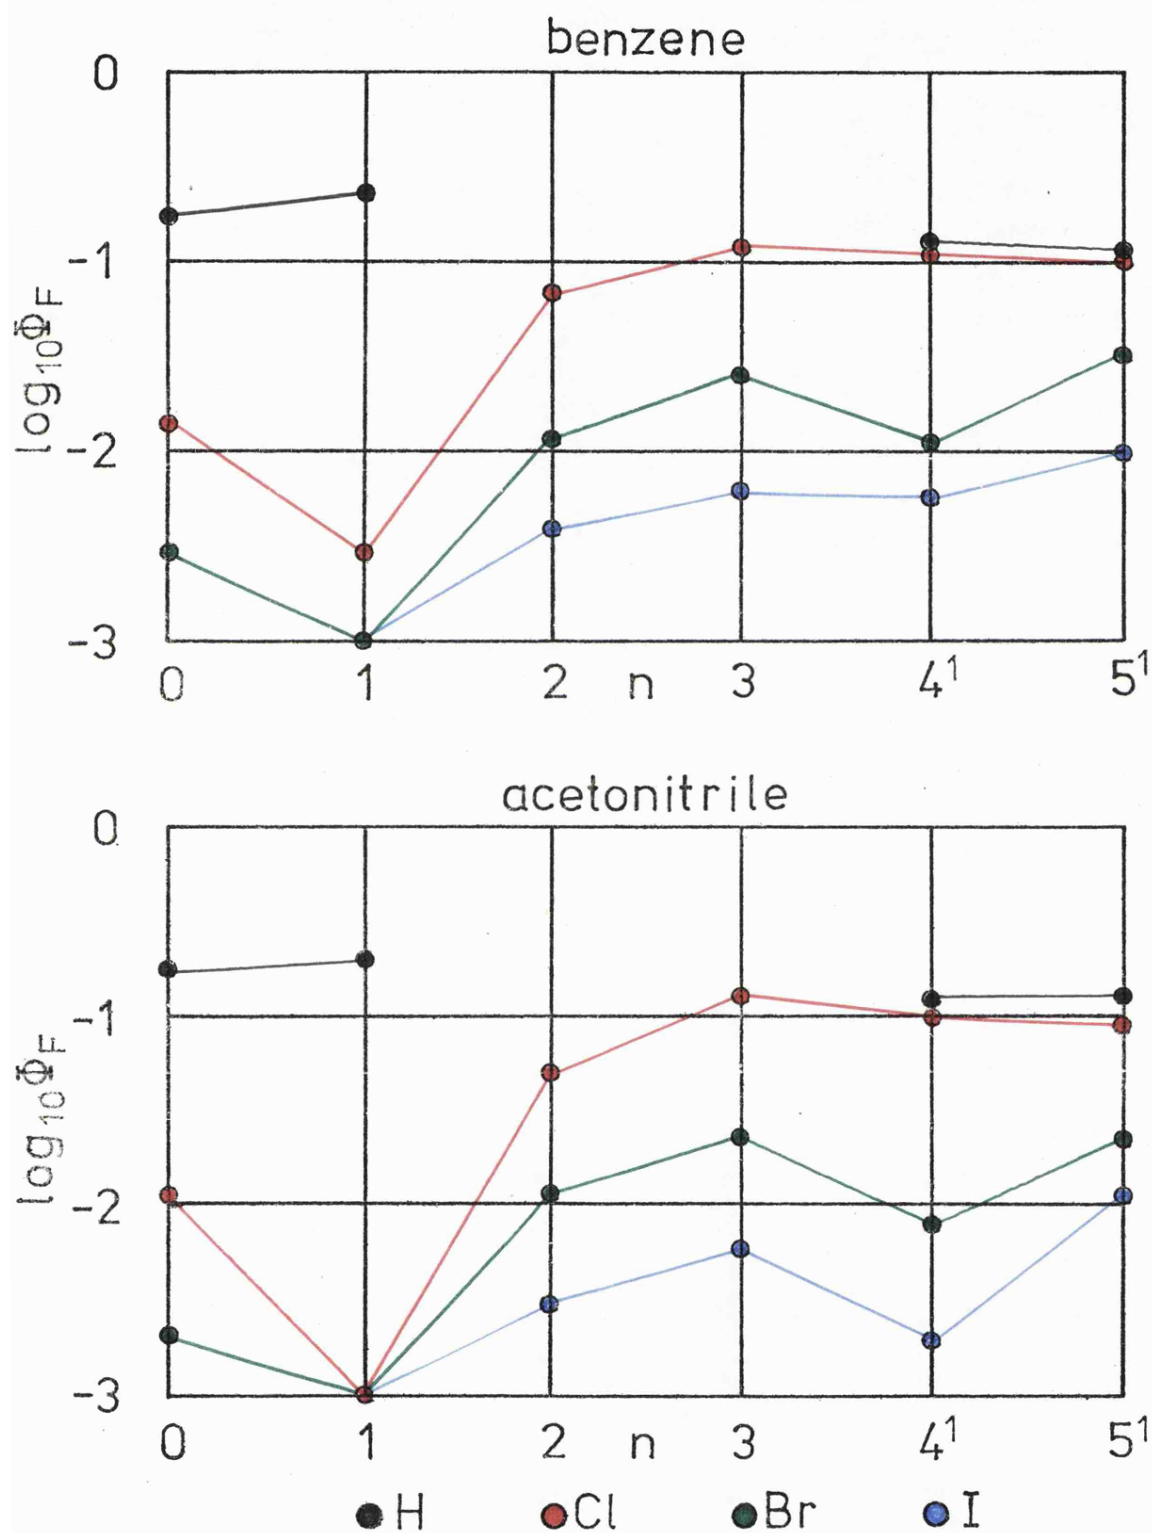 benzene
0
-1
-2
-3
log₁₀Φ_F
0 1 2 n 3 4¹ 5¹
acetonitrile
0
-1
-2
-3
log₁₀Φ_F
0 1 2 n 3 4¹ 5¹
H Cl Br I